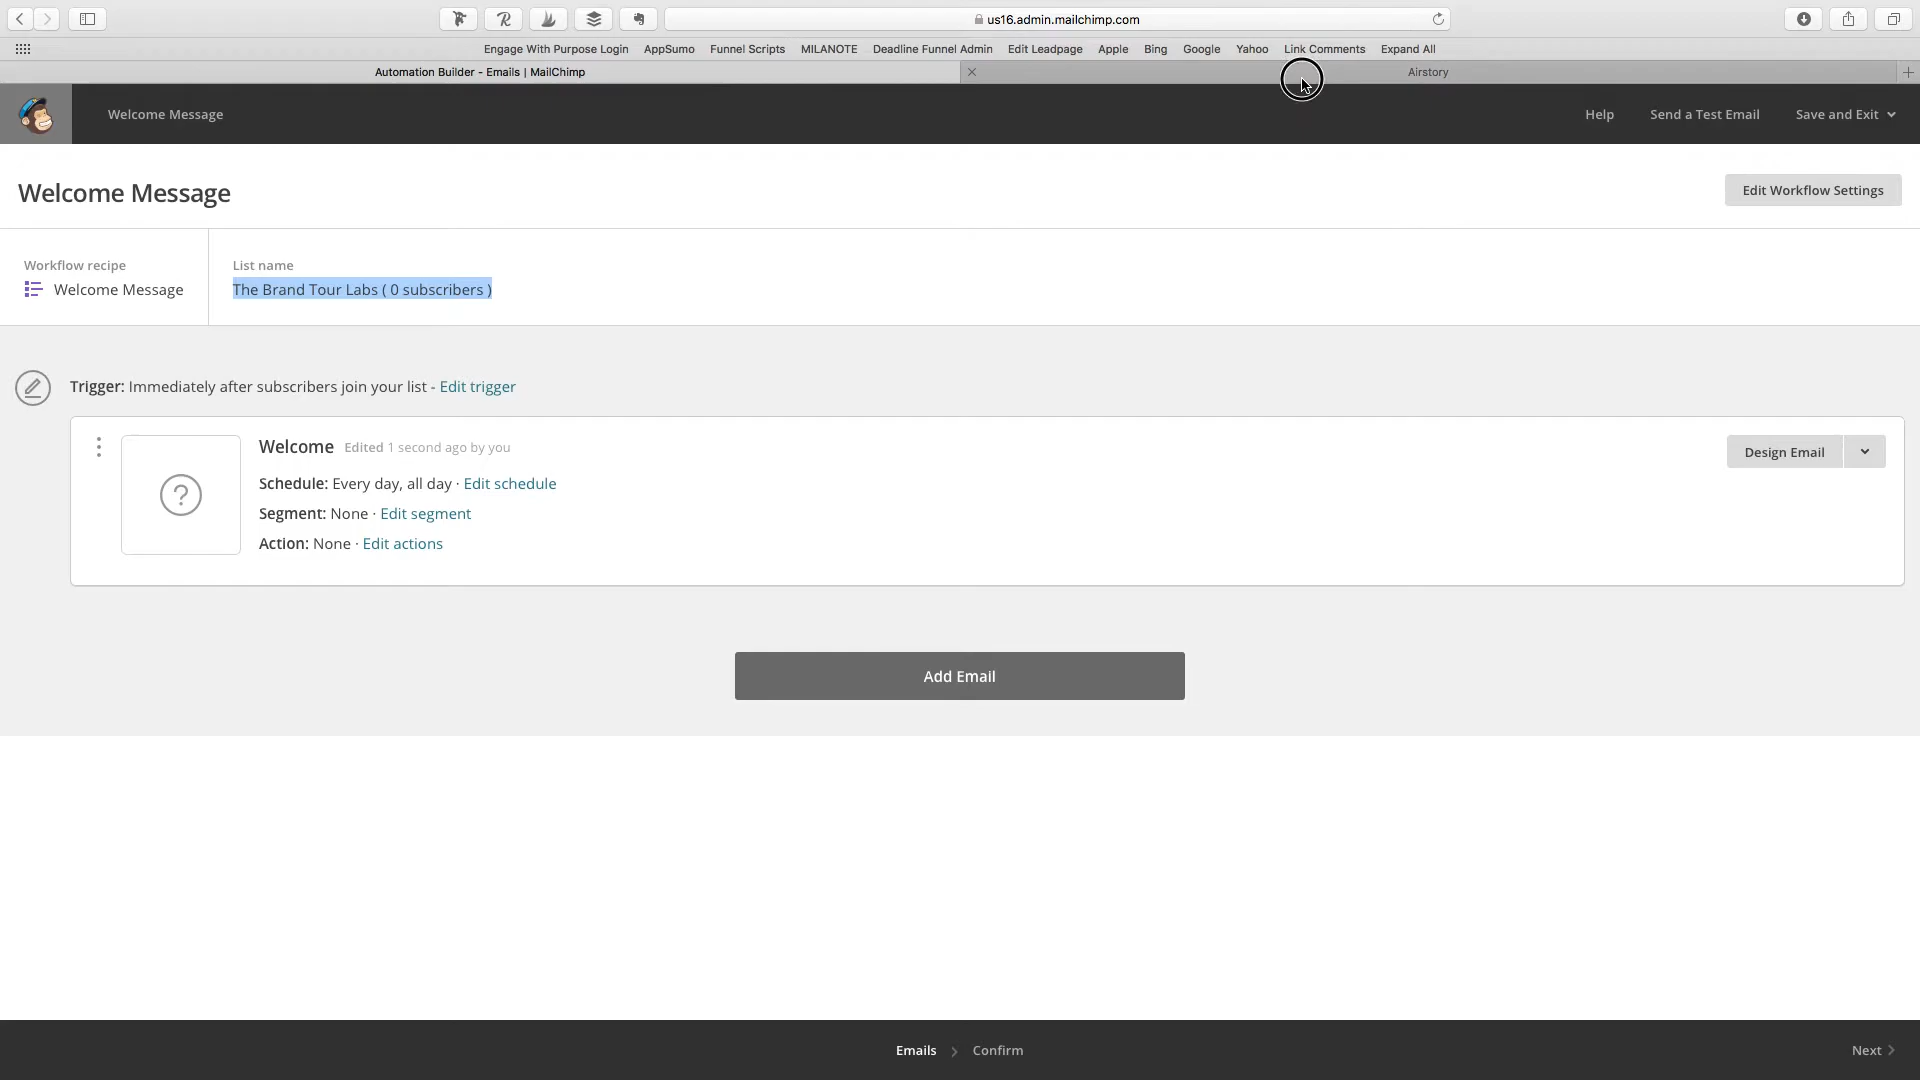 us16.admin.mailchimp.com
Engage With Purpose Login AppSumo Funnel Scripts MILANOTE Deadline Funnel Admin Edit Leadpage Apple Bing Google Yahoo Link Comments Expand All
Automation Builder - Emails | MailChimp Airstory
Welcome Message Help Send a Test Email Save and Exit
Welcome Message Edit Workflow Settings
Workflow recipe List name
Welcome Message The Brand Tour Labs ( 0 subscribers )
Trigger: Immediately after subscribers join your list - Edit trigger
Welcome Edited 1 second ago by you
Design Email
Schedule: Every day, all day · Edit schedule
Segment: None · Edit segment
Action: None · Edit actions
Add Email
Emails Confirm Next